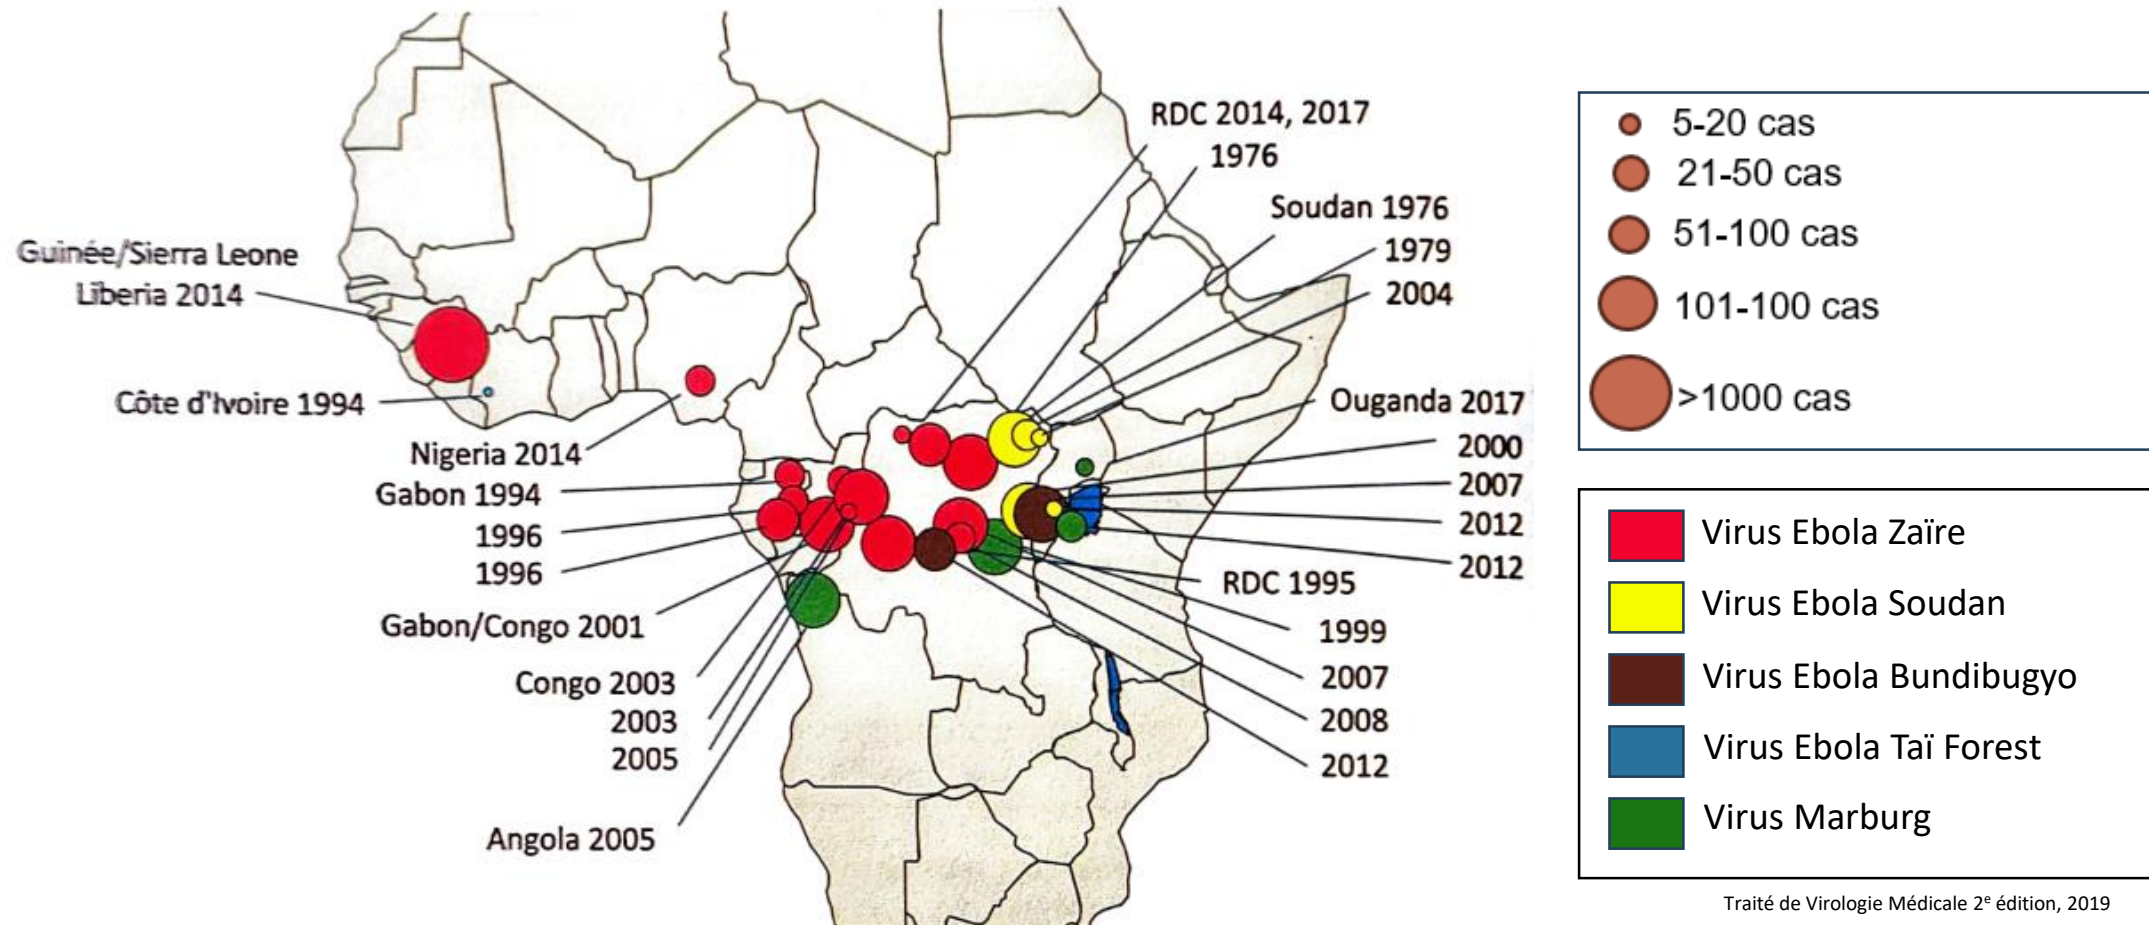 RDC 2014, 2017
1976
Soudan 1976
1979
2004
Guinée/Sierra Leone
Liberia 2014
Côte d'Ivoire 1994
Nigeria 2014
Gabon 1994
1996
1996
Gabon/Congo 2001
Congo 2003
2003
2005
Angola 2005
Ouganda 2017
2000
2007
2012
2012
RDC 1995
1999
2007
2008
2012
5-20 cas
21-50 cas
51-100 cas
101-100 cas
>1000 cas
Virus Ebola Zaïre
Virus Ebola Soudan
Virus Ebola Bundibugyo
Virus Ebola Taï Forest
Virus Marburg
Traité de Virologie Médicale 2e édition, 2019